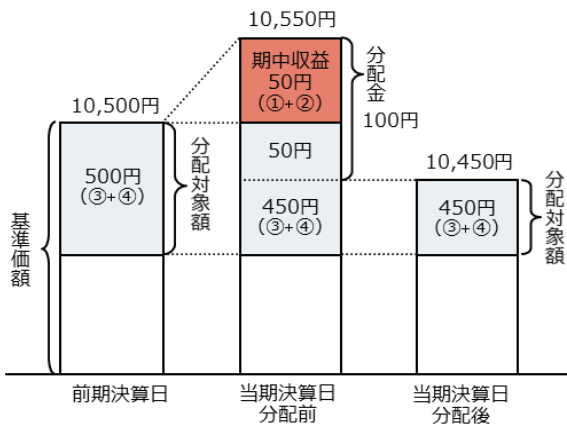 10,550円
期中収益
50円
(①+②)
分配金
100円
10,500円
500円
(③+④)
分配対象額
50円
450円
(③+④)
10,450円
450円
(③+④)
分配対象額
基準価額
前期決算日
当期決算日
分配前
当期決算日
分配後